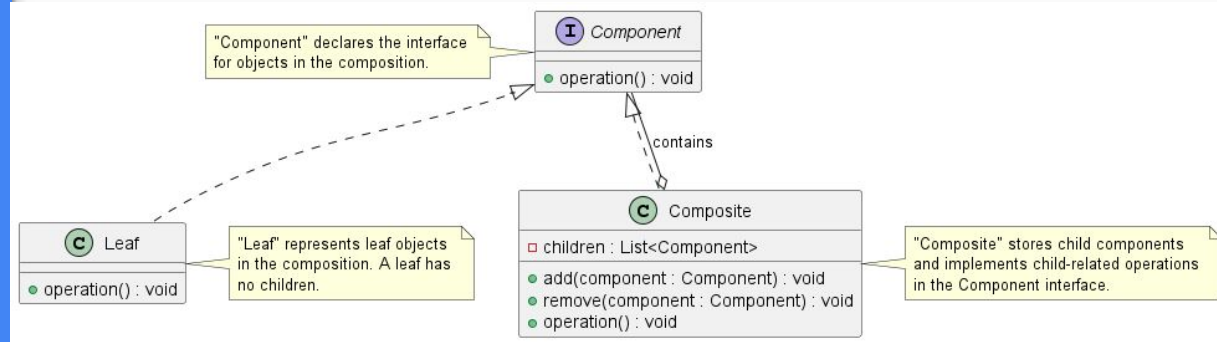 "Component" declares the interface
for objects in the composition.
I Component
operation() : void
contains
C Leaf
operation() : void
"Leaf" represents leaf objects
in the composition. A leaf has
no children.
C Composite
children : List<Component>
add(component : Component) : void
remove(component : Component) : void
operation() : void
"Composite" stores child components
and implements child-related operations
in the Component interface.